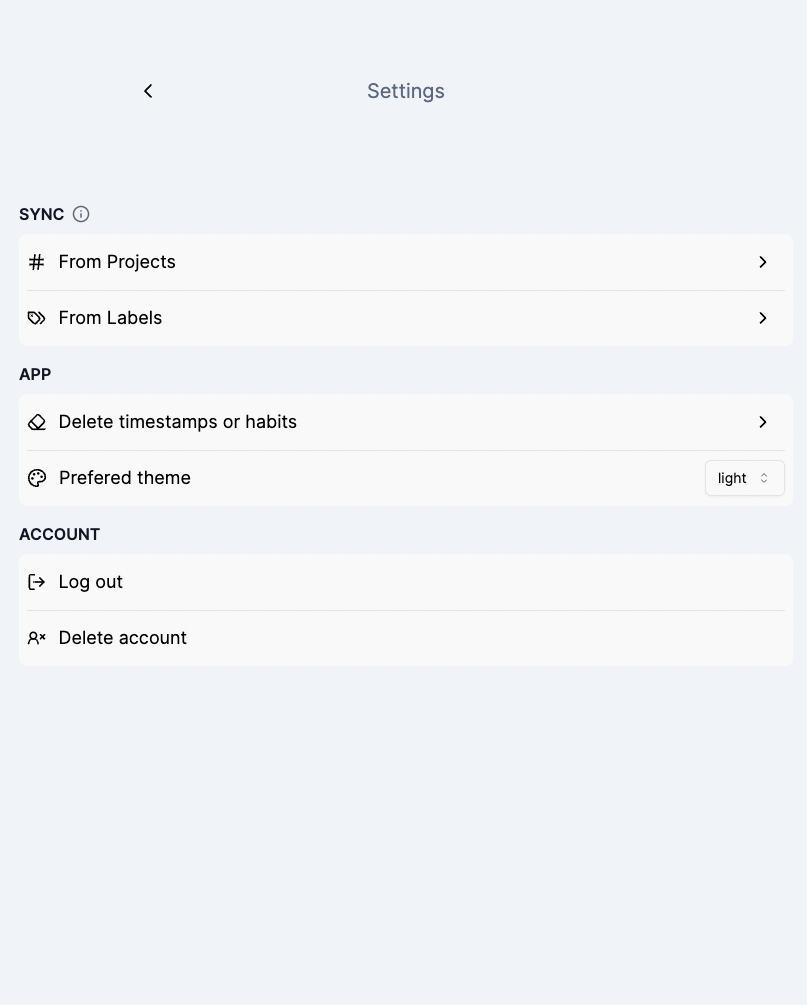 Settings
SYNC
From Projects
From Labels
APP
Delete timestamps or habits
Prefered theme
light
ACCOUNT
Log out
Delete account